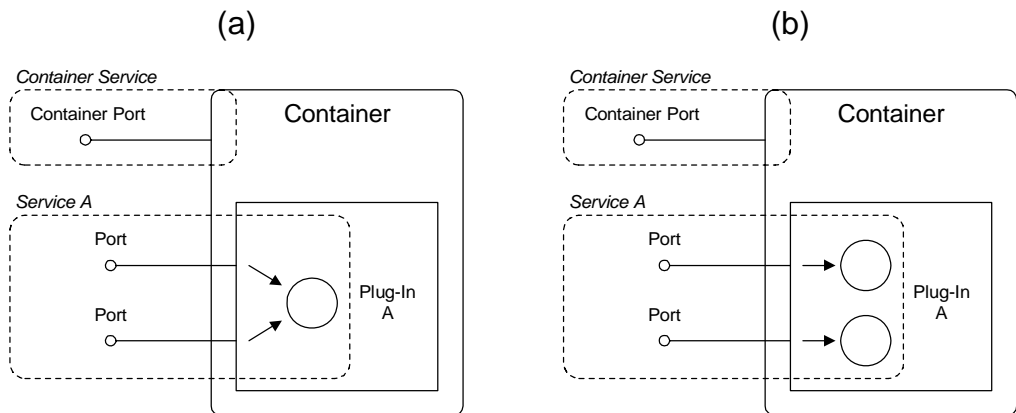 (a)
Container Service
Container Port
Container
Service A
Port
Port
Plug-In
A
(b)
Container Service
Container Port
Container
Service A
Port
Port
Plug-In
A